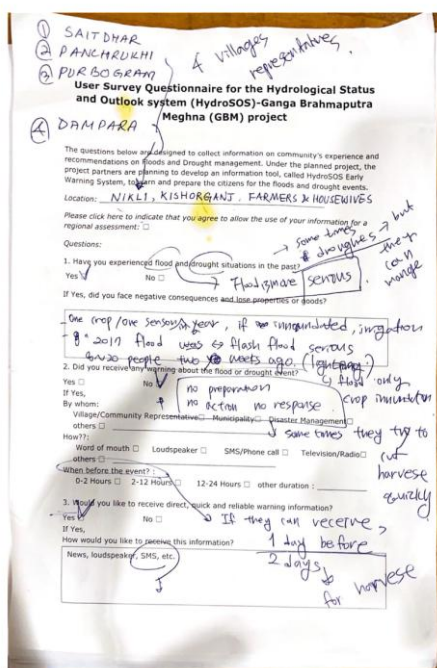 ① SAITDHAR
② PANCHRUKHI
③ PURBOGRAM
④ DAMPARA
4 villages
representatives.
User Survey Questionnaire for the Hydrological Status
and Outlook system (HydroSOS)-Ganga Brahmaputra
Meghna (GBM) project
The questions below are designed to collect information on community's experience and
recommendations on Floods and Drought management. Under the planned project, the
project partners are planning to develop an information tool, called HydroSOS Early
Warning System, to warn and prepare the citizens for the floods and drought events.
Location: NIKLI, KISHORGANJ, FARMERS & HOUSEWIVES
Please click here to indicate that you agree to allow the use of your information for a
regional assessment: □
Questions:
→ some times
droughts → but
they
can
1. Have you experienced flood and drought situations in the past?
Yes □ No □
→ Flood is more serious.
If Yes, did you face negative consequences and lose properties or goods?
- One crop / one season a year, if innundated, irrigation
2017 flood was ↔ flash flood serious
people two weeks ago. (lightning)
2. Did you receive any warning about the flood or drought event?
Yes □ No □
no preparation
no action no response.
flood only
crop
If Yes,
By whom:
Village/Community Representative□ Municipality□ Disaster Management□
others □
some times they try to
cut
harvese
quickly
How??:
Word of mouth □ Loudspeaker □ SMS/Phone call □ Television/Radio□
others □
When before the event? :
0-2 Hours □ 2-12 Hours □ 12-24 Hours □ other duration :
3. Would you like to receive direct, quick and reliable warning information?
Yes □ No □
→ If they can receive,
1 day before
2 days
for harvese
If Yes,
How would you like to receive this information?
News, loudspeaker, SMS, etc.